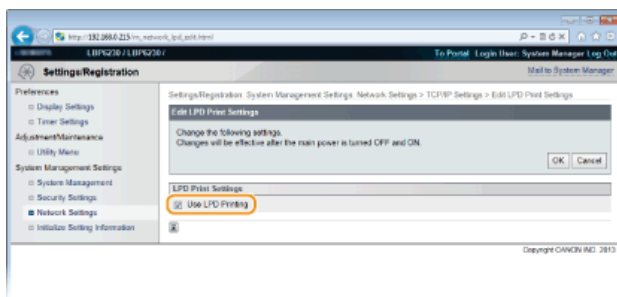 http://192.168.0.215/m_network_lpd_edit.html
LBP6230 / LBP6230 /
To Portal Login User: System Manager Log Out
Settings/Registration
Mail to System Manager
Preferences
Display Settings
Timer Settings
Adjustment/Maintenance
Utility Menu
System Management Settings
System Management
Security Settings
Network Settings
Initialize Setting Information
Settings/Registration: System Management Settings: Network Settings > TCP/IP Settings > Edit LPD Print Settings
Edit LPD Print Settings
Change the following settings.
Changes will be effective after the main power is turned OFF and ON.
OK Cancel
LPD Print Settings
Use LPD Printing
Copyright CANON INC. 2013